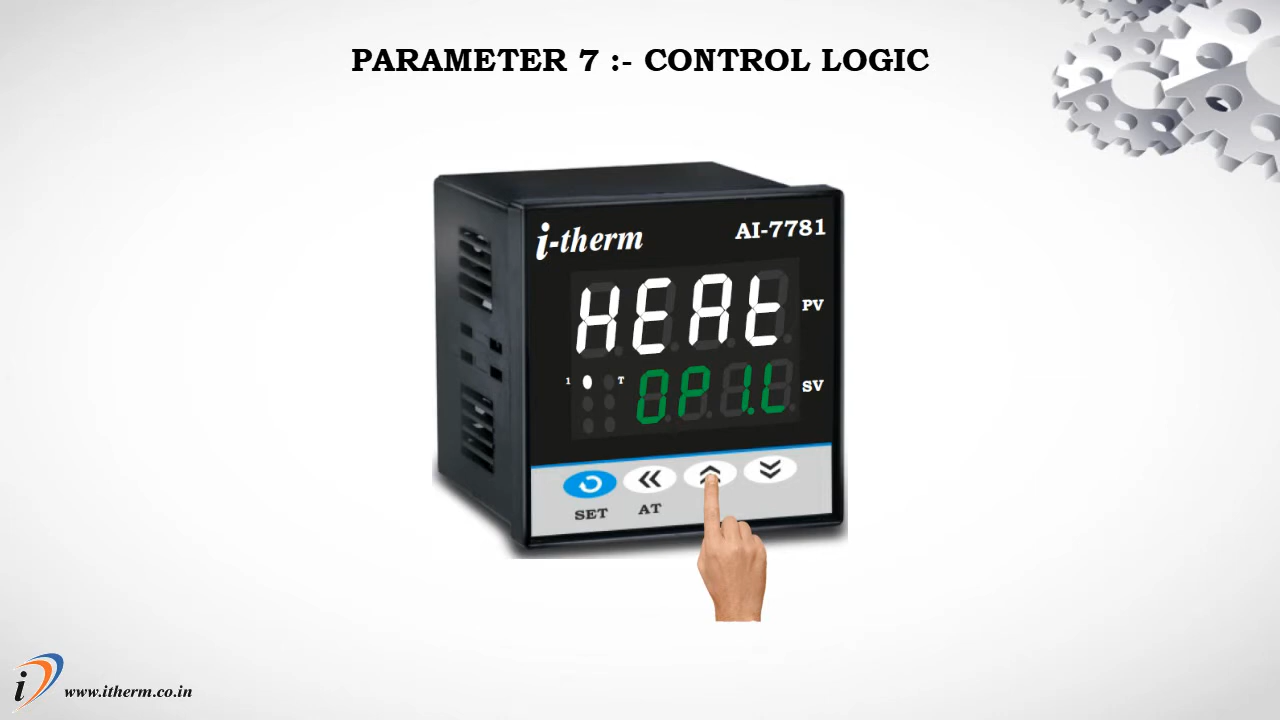 PARAMETER 7 :- CONTROL LOGIC
i-therm
AI-7781
HEAt
PV
1
T
OP1.L
SV
SET
AT
www.itherm.co.in